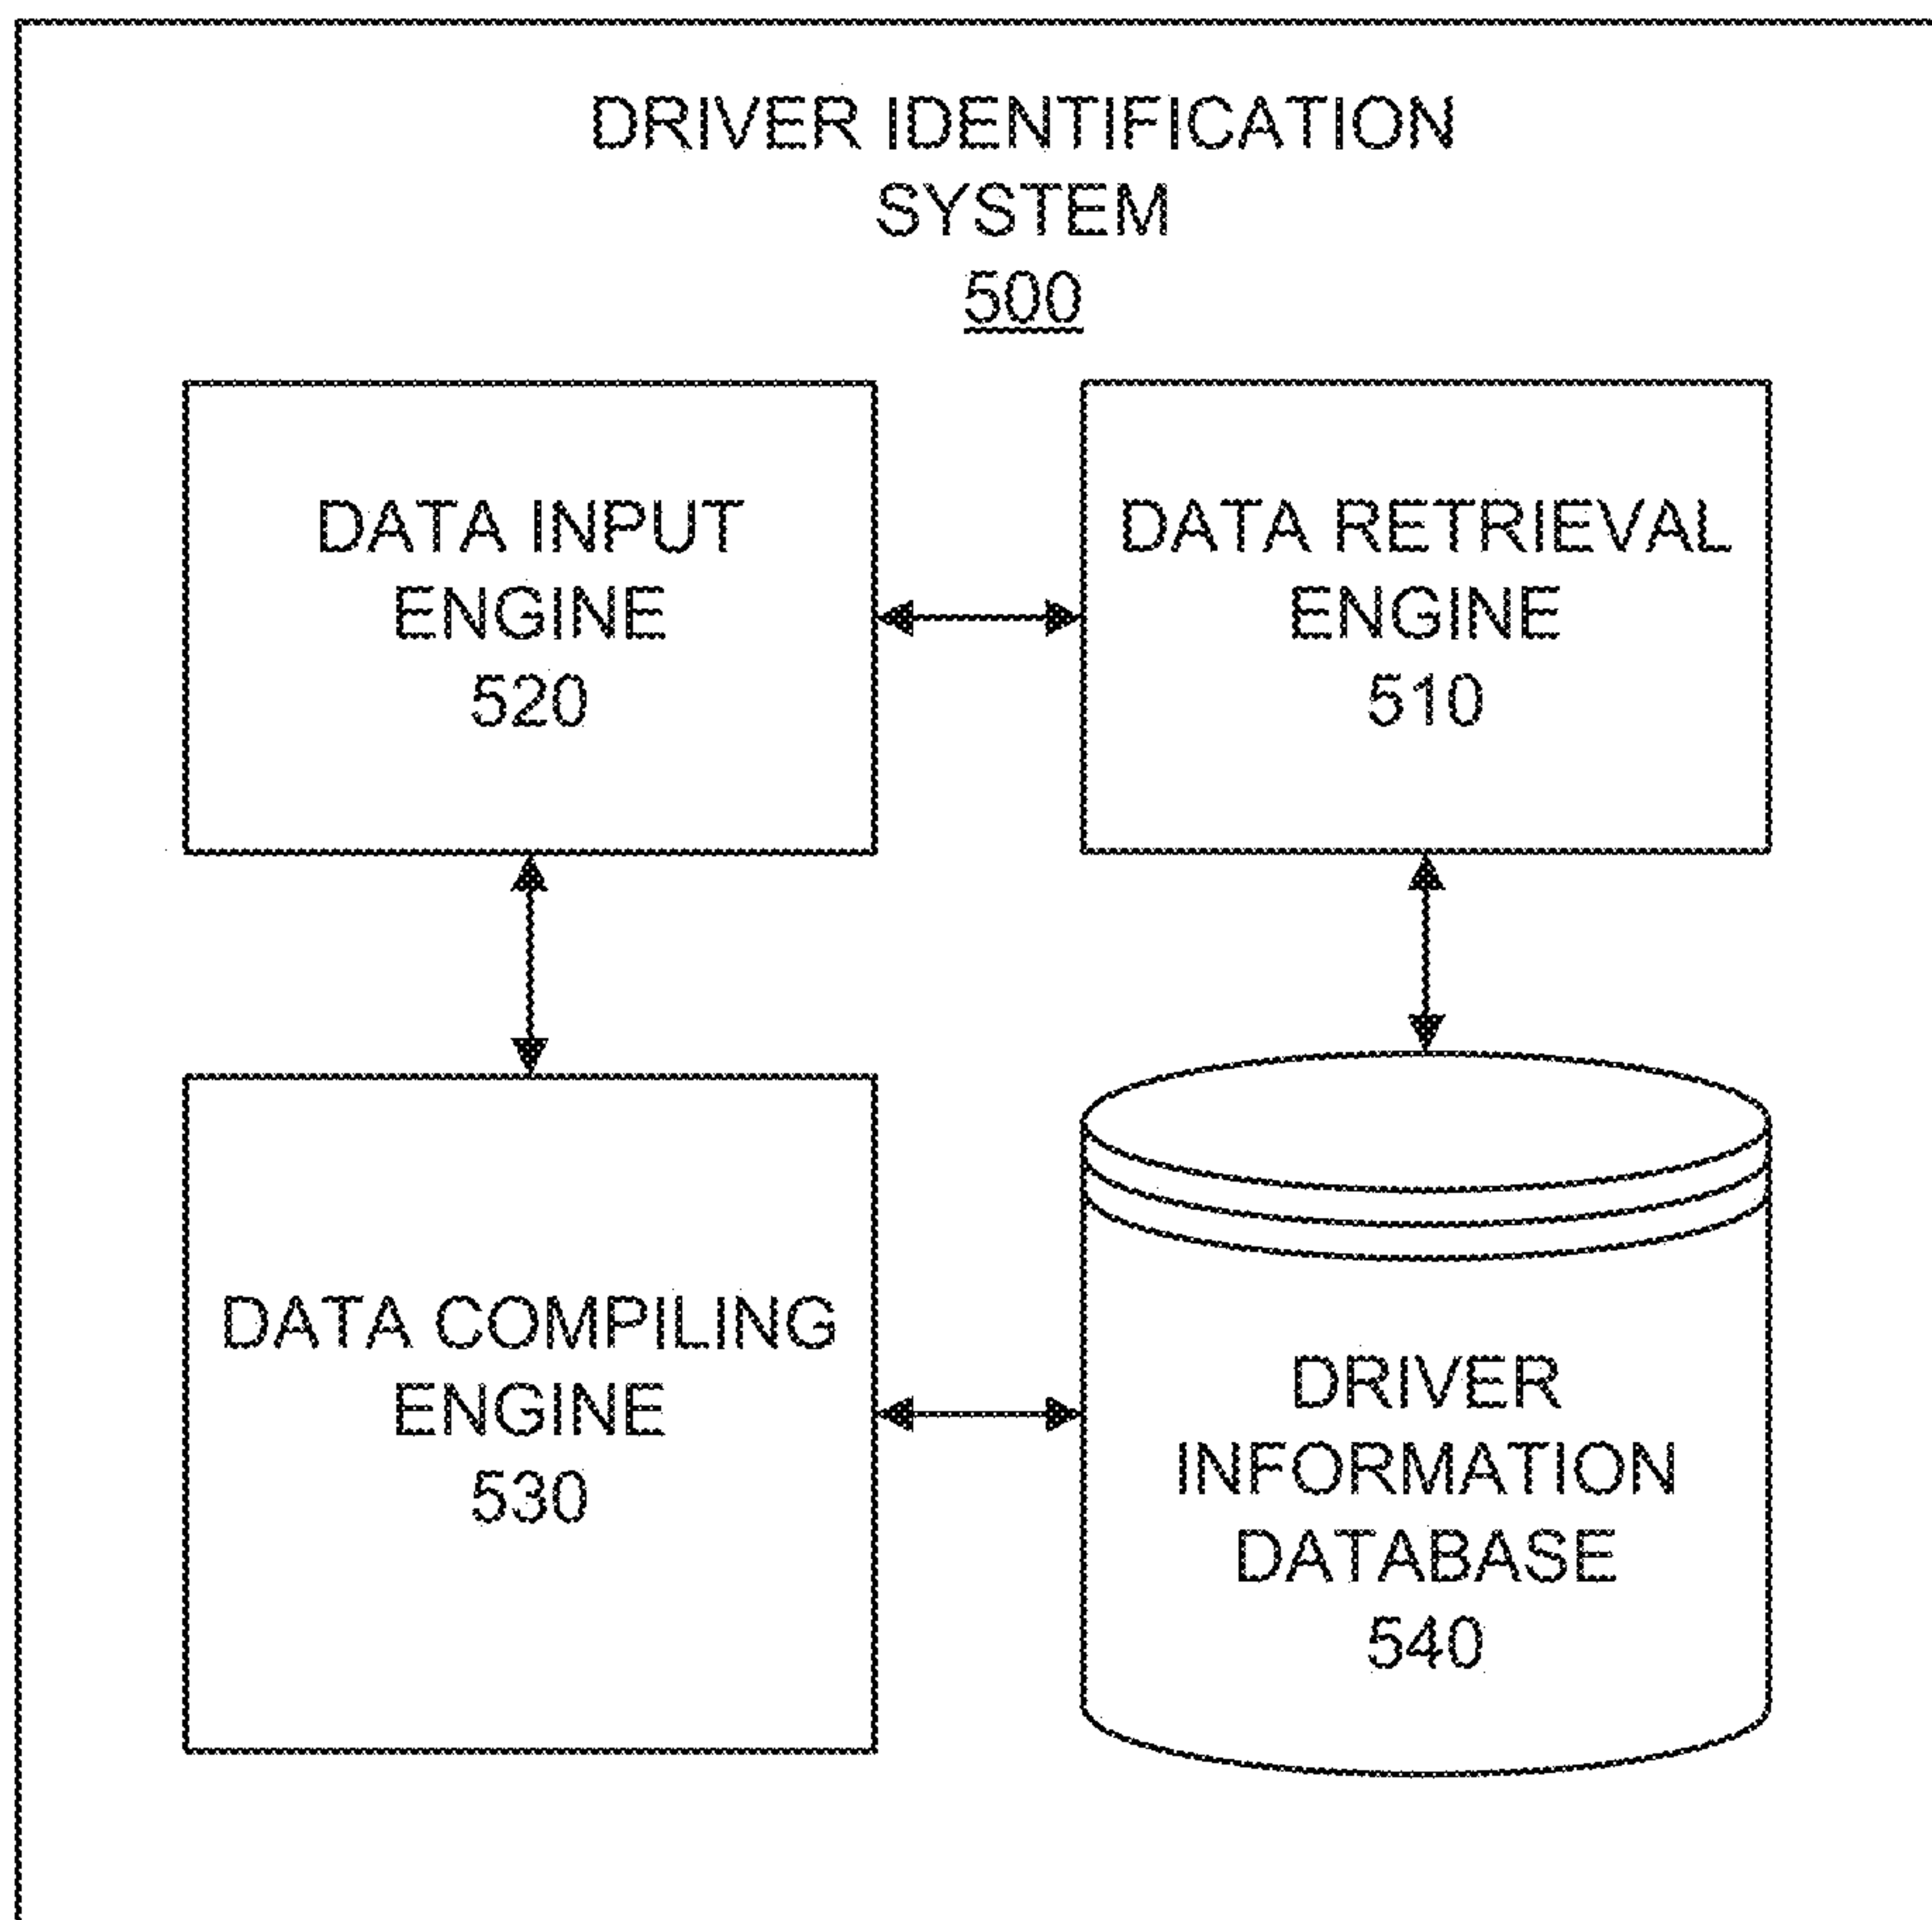 DRIVER IDENTIFICATION
SYSTEM
500
DATA INPUT
ENGINE
520
DATA RETRIEVAL
ENGINE
510
DATA COMPILING
ENGINE
530
DRIVER
INFORMATION
DATABASE
540